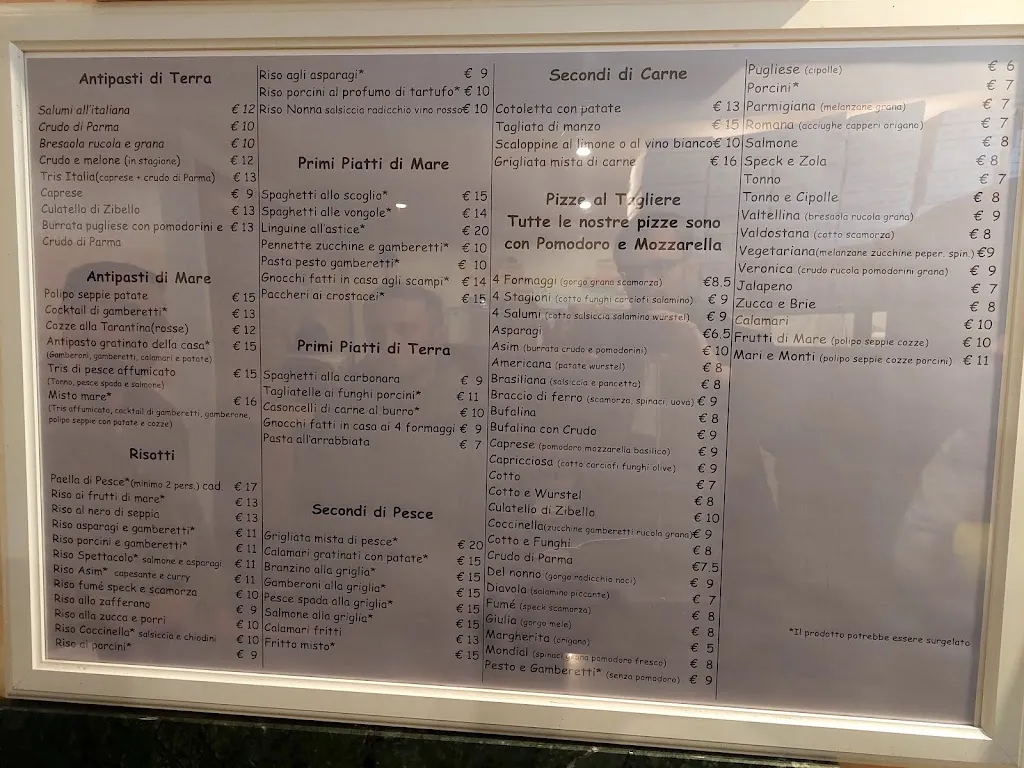 Antipasti di Terra
Salumi all'italiana € 12
Crudo di Parma € 10
Bresaola rucola e grana € 10
Crudo e melone (in stagione) € 12
Tris Italia(caprese + crudo di Parma) € 13
Caprese € 9
Culatello di Zibello € 13
Burrata pugliese con pomodorini e € 13
Crudo di Parma
Antipasti di Mare
Polipo seppie patate € 15
Cocktail di gamberetti* € 13
Cozze alla Tarantina(rosse) € 12
Antipasto gratinato della casa* € 15
(Gamberoni, gamberetti, calamari e patate)
Tris di pesce affumicato € 15
(Tonno, pesce spada e salmone)
Misto mare* € 16
(Tris affumicato, cocktail di gamberetti, gamberone,
polipo seppie con patate e cozze)
Risotti
Paella di Pesce*(minimo 2 pers.) cad. € 17
Riso ai frutti di mare* € 13
Riso al nero di seppia € 13
Riso asparagi e gamberetti* € 11
Riso porcini e gamberetti* € 11
Riso Spettacolo* salmone e asparagi € 11
Riso Asim* capesante e curry € 11
Riso fumé speck e scamorza € 10
Riso allo zafferano € 9
Riso alla zucca e porri € 10
Riso Coccinella* salsiccia e chiodini € 10
Riso ai porcini* € 9
Riso agli asparagi* € 9
Riso porcini al profumo di tartufo* € 10
Riso Nonna salsiccia radicchio vino rosso€ 10
Primi Piatti di Mare
Spaghetti allo scoglio* € 15
Spaghetti alle vongole* € 14
Linguine all'astice* € 20
Pennette zucchine e gamberetti* € 10
Pasta pesto gamberetti* € 10
Gnocchi fatti in casa agli scampi* € 14
Paccheri ai crostacei* € 15
Primi Piatti di Terra
Spaghetti alla carbonara € 9
Tagliatelle ai funghi porcini* € 11
Casoncelli di carne al burro* € 10
Gnocchi fatti in casa ai 4 formaggi € 9
Pasta all'arrabbiata € 7
Secondi di Pesce
Grigliata mista di pesce* € 20
Calamari gratinati con patate* € 15
Branzino alla griglia* € 15
Gamberoni alla griglia* € 15
Pesce spada alla griglia* € 15
Salmone alla griglia* € 15
Calamari fritti € 13
Fritto misto* € 15
Secondi di Carne
Cotoletta con patate € 13
Tagliata di manzo € 15
Scaloppine al limone o al vino bianco€ 10
Grigliata mista di carne € 16
Pizze al Tagliere
Tutte le nostre pizze sono
con Pomodoro e Mozzarella
4 Formaggi (gorgo grana scamorza) €8.5
4 Stagioni (cotto funghi carciofi salamino) € 9
4 Salumi (cotto salsiccia salamino wurstel) € 9
Asparagi €6.5
Asim (burrata crudo e pomodorini) € 10
Americana (patate wurstel) € 8
Brasiliana (salsiccia e pancetta) € 8
Braccio di ferro (scamorza, spinaci, uova) € 9
Bufalina € 8
Bufalina con Crudo € 9
Caprese (pomodoro mozzarella basilico) € 9
Capricciosa (cotto carciofi funghi olive) € 9
Cotto € 7
Cotto e Wurstel € 8
Culatello di Zibello € 10
Coccinella(zucchine gamberetti rucola grana)€ 9
Cotto e Funghi € 8
Crudo di Parma €7.5
Del nonno (gorgo radicchio noci) € 9
Diavola (salamino piccante) € 7
Fumé (speck scamorza) € 8
Giulia (gorgo mele) € 8
Margherita (origano) € 5
Mondial (spinaci grana pomodoro fresco) € 8
Pesto e Gamberetti* (senza pomodoro) € 9
Pugliese (cipolle) € 6
Porcini* € 7
Parmigiana (melanzane grana) € 7
Romana (acciughe capperi origano) € 7
Salmone € 8
Speck e Zola € 8
Tonno € 7
Tonno e Cipolle € 8
Valtellina (bresaola rucola grana) € 9
Valdostana (cotto scamorza) € 8
Vegetariana(melanzane zucchine peper. spin.) €9
Veronica (crudo rucola pomodorini grana) € 9
Jalapeno € 7
Zucca e Brie € 8
Calamari € 10
Frutti di Mare (polipo seppie cozze) € 10
Mari e Monti (polipo seppie cozze porcini) € 11
*Il prodotto potrebbe essere surgelato